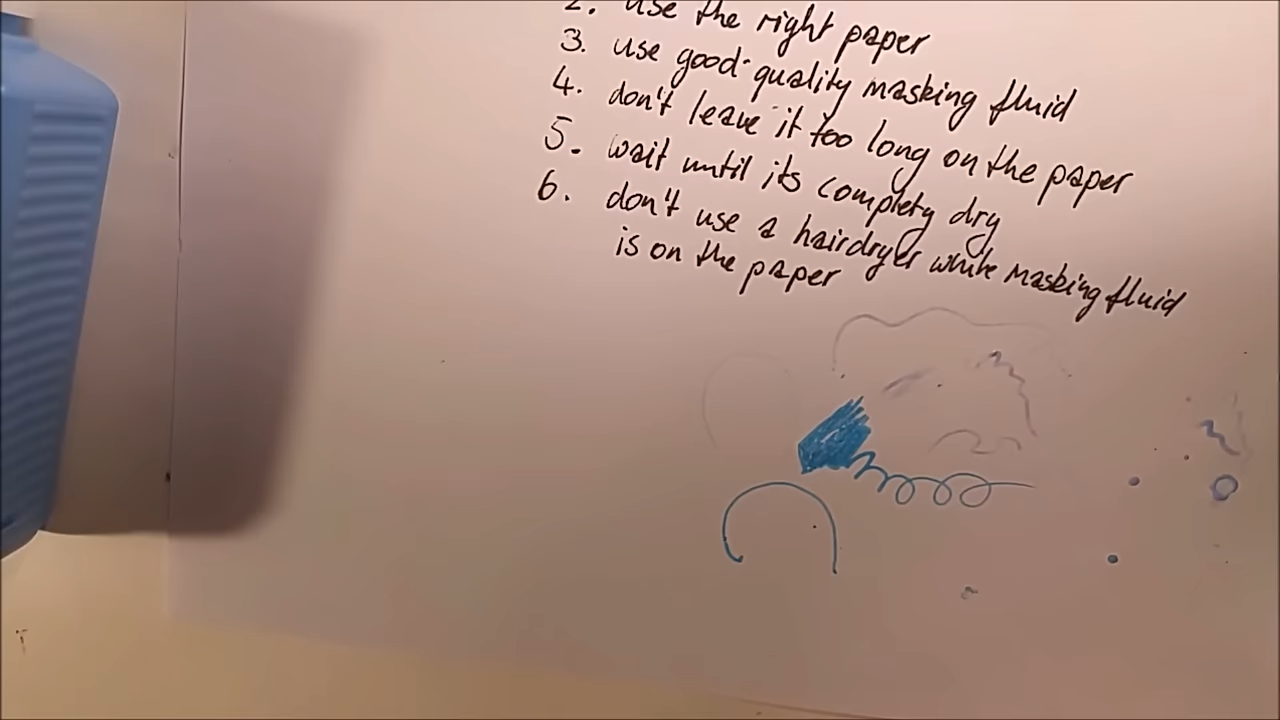 2. use the right paper
3. use good quality masking fluid
4. don't leave it too long on the paper
5. wait until its complety dry
6. don't use a hairdryer while masking fluid
is on the paper